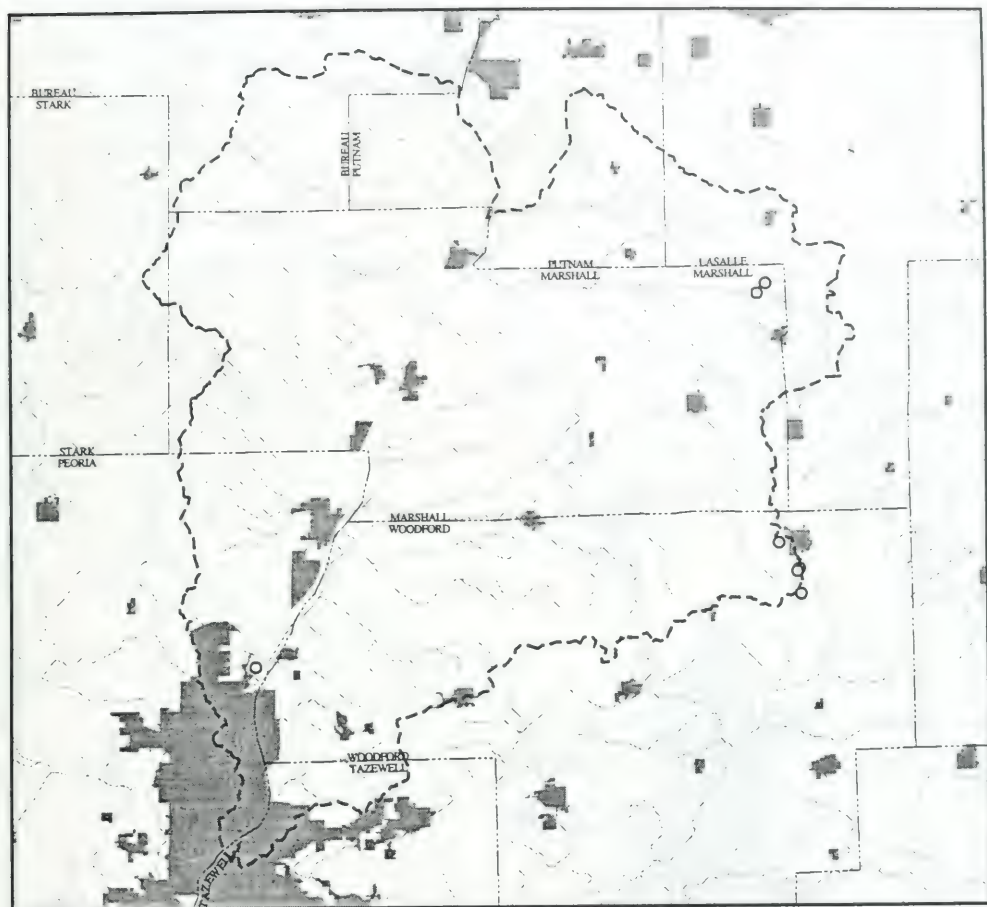 BUREAU
STARK
BUREAU
PUTNAM
PUTNAM
MARSHALL
LASALLE
MARSHALL
STARK
PEORIA
MARSHALL
WOODFORD
WOODFORD
TAZEWELL
TAZEWELL